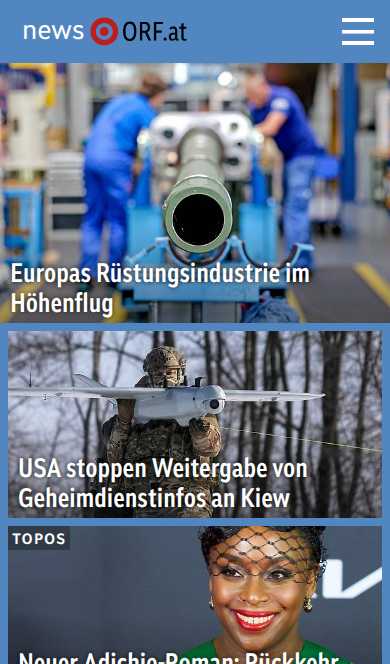 news ORF.at
Europas Rüstungsindustrie im
Höhenflug
USA stoppen Weitergabe von
Geheimdienstinfos an Kiew
TOPOS
Neuer Adichie-Roman: Rückkehr